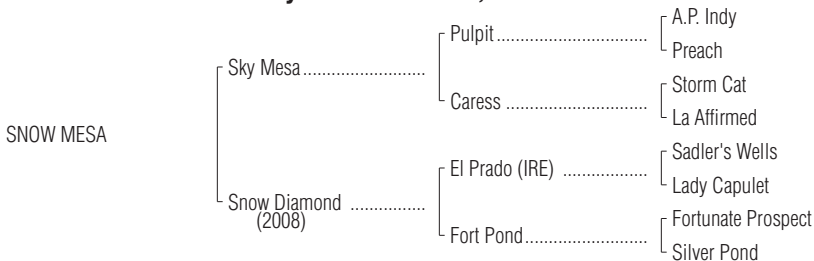 A.P. Indy
Pulpit
Preach
Sky Mesa
Storm Cat
Caress
La Affirmed
SNOW MESA
Sadler's Wells
El Prado (IRE)
Lady Capulet
Snow Diamond
(2008)
Fortunate Prospect
Fort Pond
Silver Pond